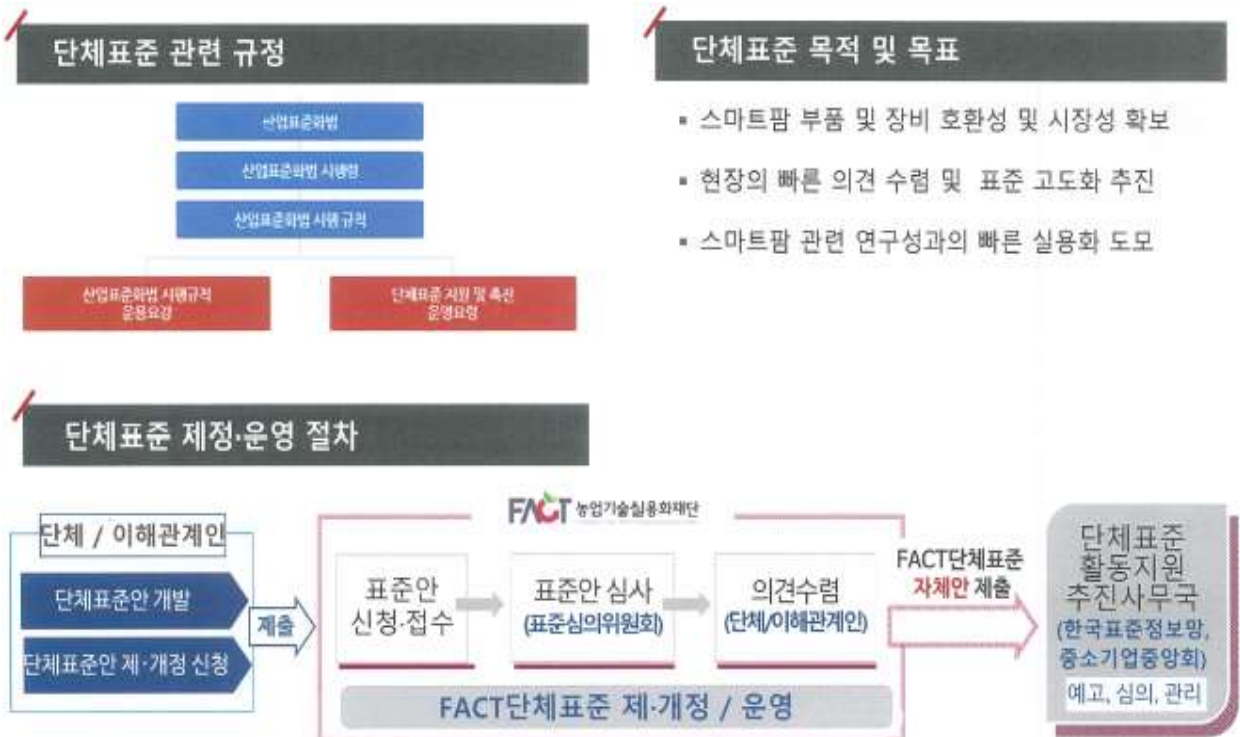 단체표준 관련 규정
산업표준화법
산업표준화법 시행령
산업표준화법 시행 규칙
산업표준화법 시행규칙
운용요강
단체표준 지원 및 촉진
운영요령
단체표준 목적 및 목표
▪ 스마트팜 부품 및 장비 호환성 및 시장성 확보
▪ 현장의 빠른 의견 수렴 및 표준 고도화 추진
▪ 스마트팜 관련 연구성과의 빠른 실용화 도모
단체표준 제정·운영 절차
단체 / 이해관계인
단체표준안 개발
단체표준안 제·개정 신청
제출
FACT 농업기술실용화재단
표준안
신청·접수
표준안 심사
(표준심의위원회)
의견수렴
(단체/이해관계인)
FACT단체표준 제·개정 / 운영
FACT단체표준
자체안 제출
단체표준
활동지원
추진사무국
(한국표준정보망,
중소기업중앙회)
예고, 심의, 관리